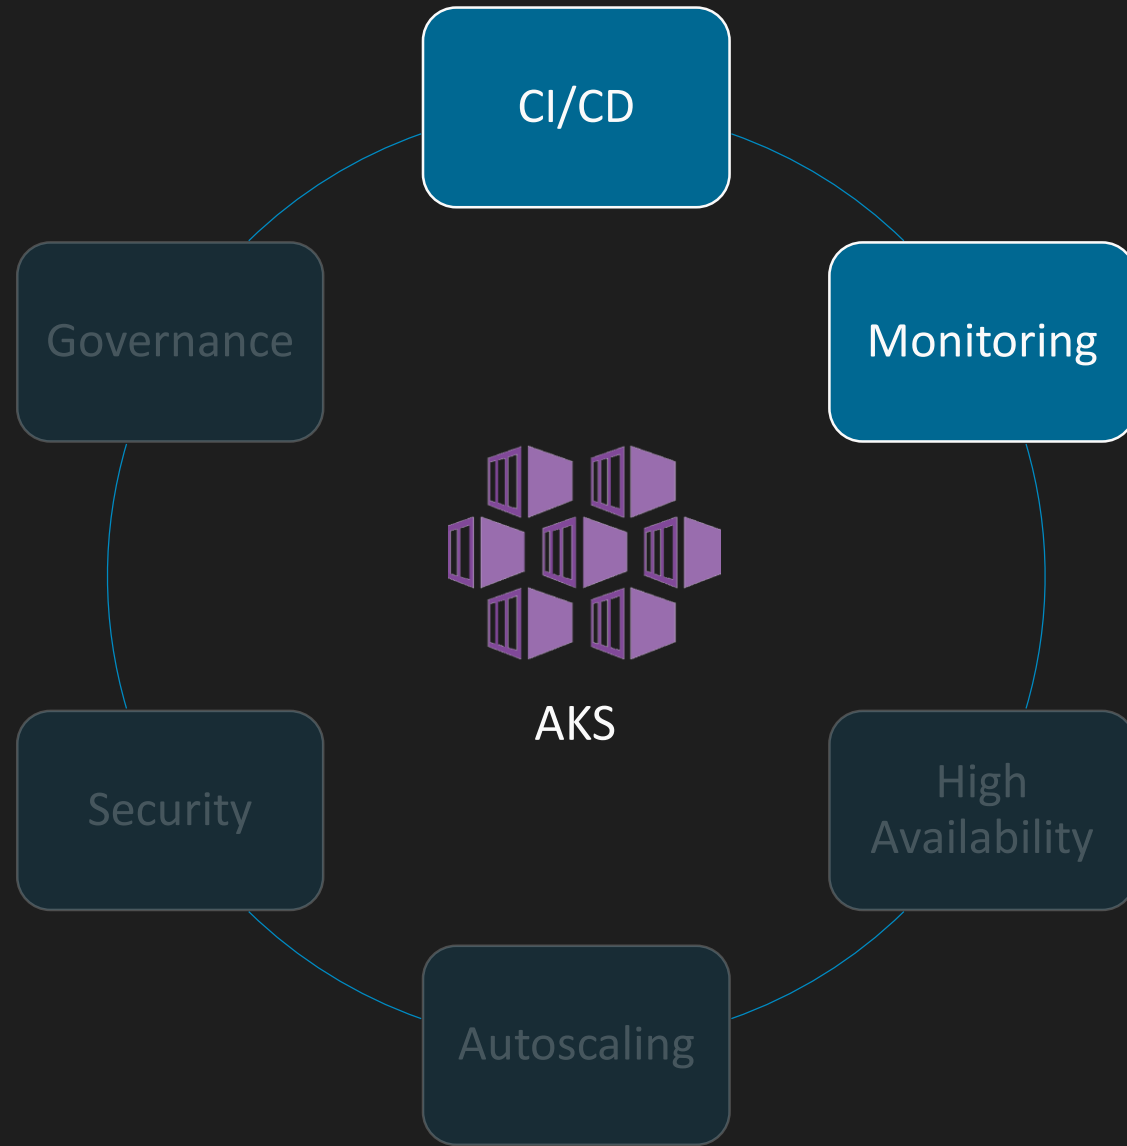 CI/CD
Governance
Monitoring
AKS
Security
High
Availability
Autoscaling